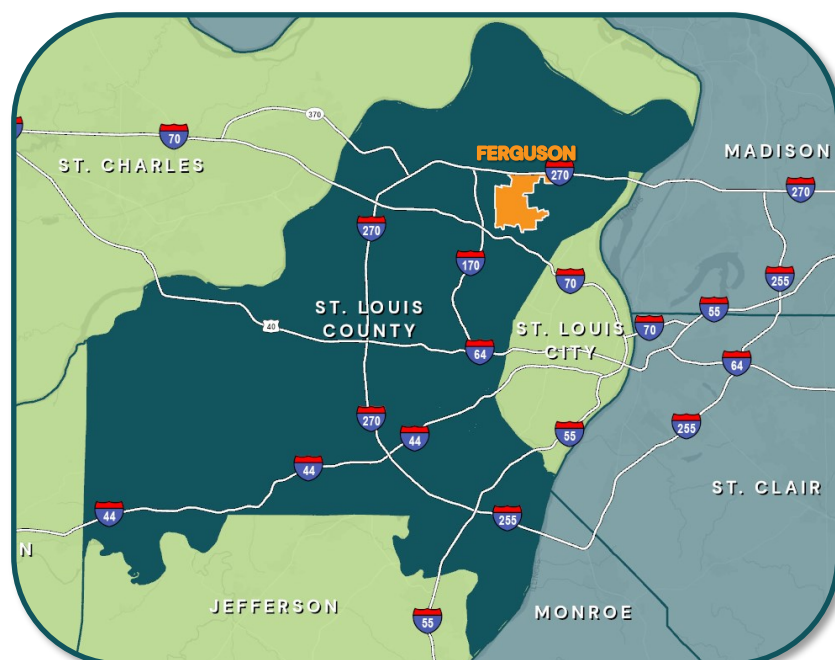 370
70
ST. CHARLES
FERGUSON
MADISON
270
270
270
170
70
255
ST. LOUIS
COUNTY
ST. LOUIS
CITY
40
55
70
64
64
270
44
55
255
44
44
255
ST. CLAIR
N
JEFFERSON
MONROE
55